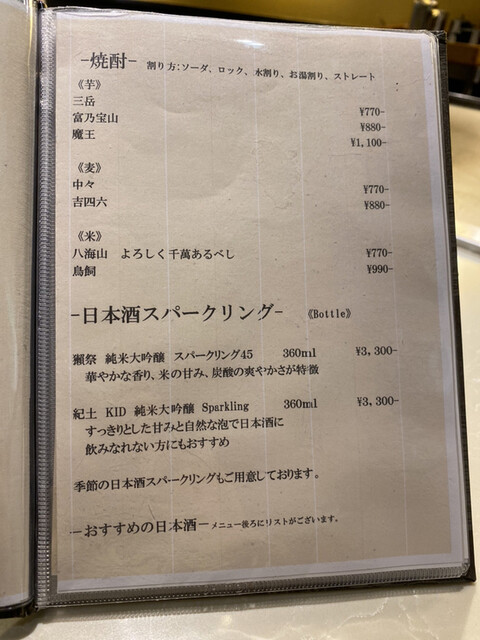 -焼酎- 割り方:ソーダ、ロック、水割り、お湯割り、ストレート
《芋》
三岳 ¥770-
富乃宝山 ¥880-
魔王 ¥1,100-
《麦》
中々 ¥770-
吉四六 ¥880-
《米》
八海山 よろしく千萬あるべし ¥770-
鳥飼 ¥990-
-日本酒スパークリング- 《Bottle》
獺祭 純米大吟醸 スパークリング45 360ml ¥3,300-
華やかな香り、米の甘み、炭酸の爽やかさが特徴
紀土 KID 純米大吟醸 Sparkling 360ml ¥3,300-
すっきりとした甘みと自然な泡で日本酒に
飲みなれない方にもおすすめ
季節の日本酒スパークリングもご用意しております。
-おすすめの日本酒- メニュー後ろにリストがございます。